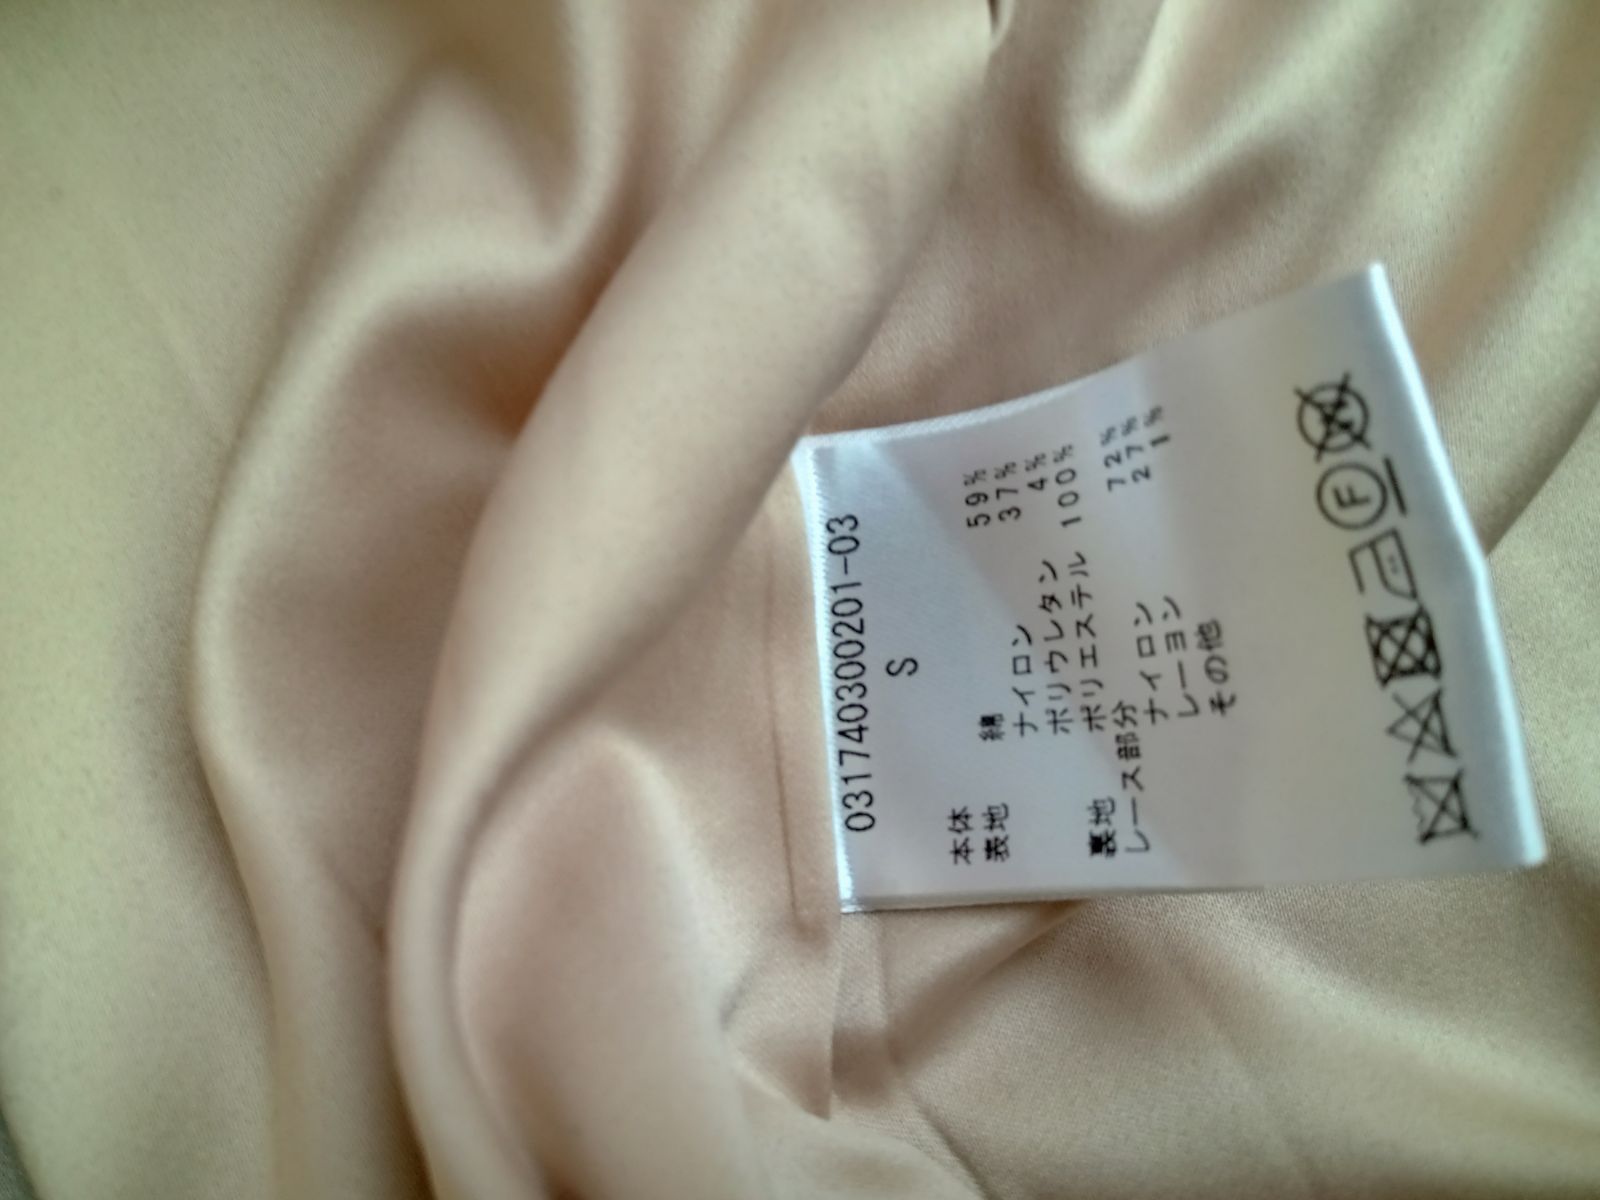 031740300201-03
S
本体
表地 綿 59%
ナイロン 37%
ポリウレタン 4%
裏地 ポリエステル 100%
レース部分
ナイロン 72%
レーヨン 27%
その他 1%
F